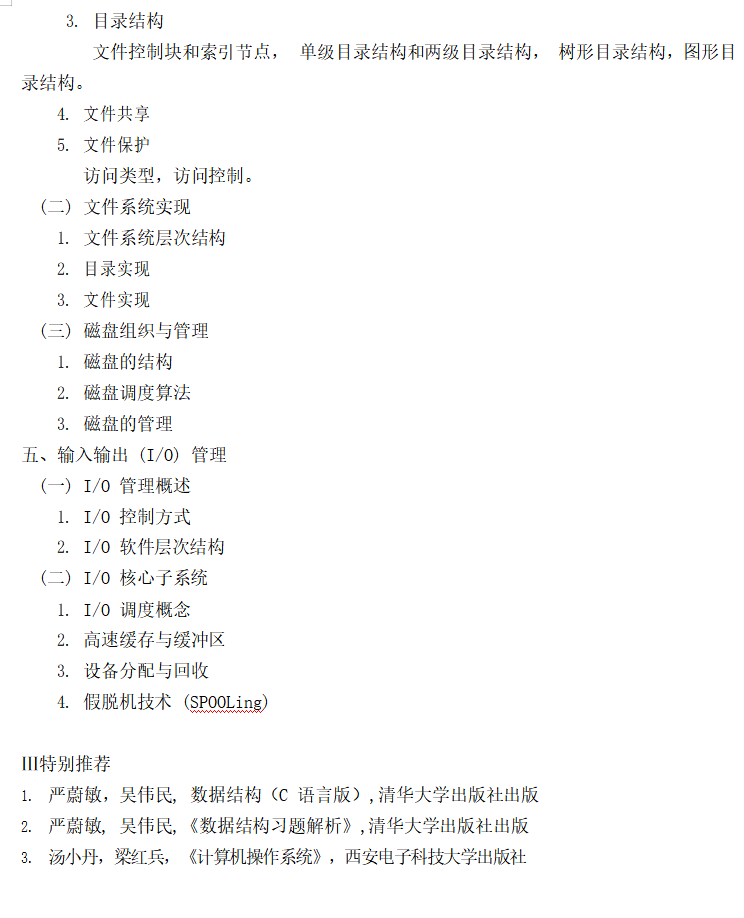 3. 目录结构
文件控制块和索引节点， 单级目录结构和两级目录结构， 树形目录结构，图形目
录结构。
4. 文件共享
5. 文件保护
访问类型，访问控制。
(二) 文件系统实现
1. 文件系统层次结构
2. 目录实现
3. 文件实现
(三) 磁盘组织与管理
1. 磁盘的结构
2. 磁盘调度算法
3. 磁盘的管理
五、输入输出 (I/O) 管理
(一) I/O 管理概述
1. I/O 控制方式
2. I/O 软件层次结构
(二) I/O 核心子系统
1. I/O 调度概念
2. 高速缓存与缓冲区
3. 设备分配与回收
4. 假脱机技术 (SPOOLing)
III特别推荐
1. 严蔚敏，吴伟民, 数据结构（C 语言版）,清华大学出版社出版
2. 严蔚敏, 吴伟民,《数据结构习题解析》,清华大学出版社出版
3. 汤小丹，梁红兵，《计算机操作系统》，西安电子科技大学出版社